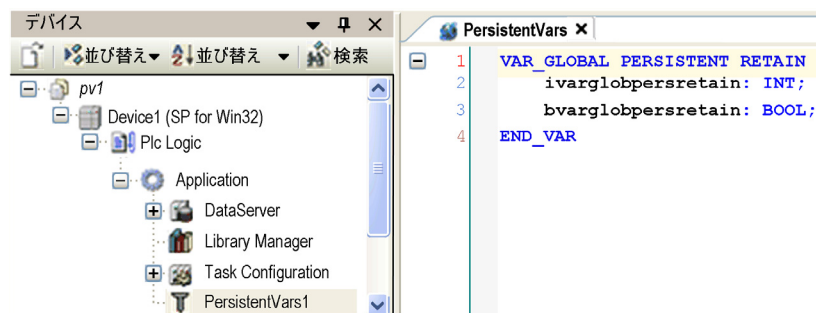 デバイス
並び替え 並び替え 検索
pv1
Device1 (SP for Win32)
Plc Logic
Application
DataServer
Library Manager
Task Configuration
PersistentVars1
PersistentVars
1 VAR_GLOBAL PERSISTENT RETAIN
2 ivarglobpersretain: INT;
3 bvarglobpersretain: BOOL;
4 END_VAR